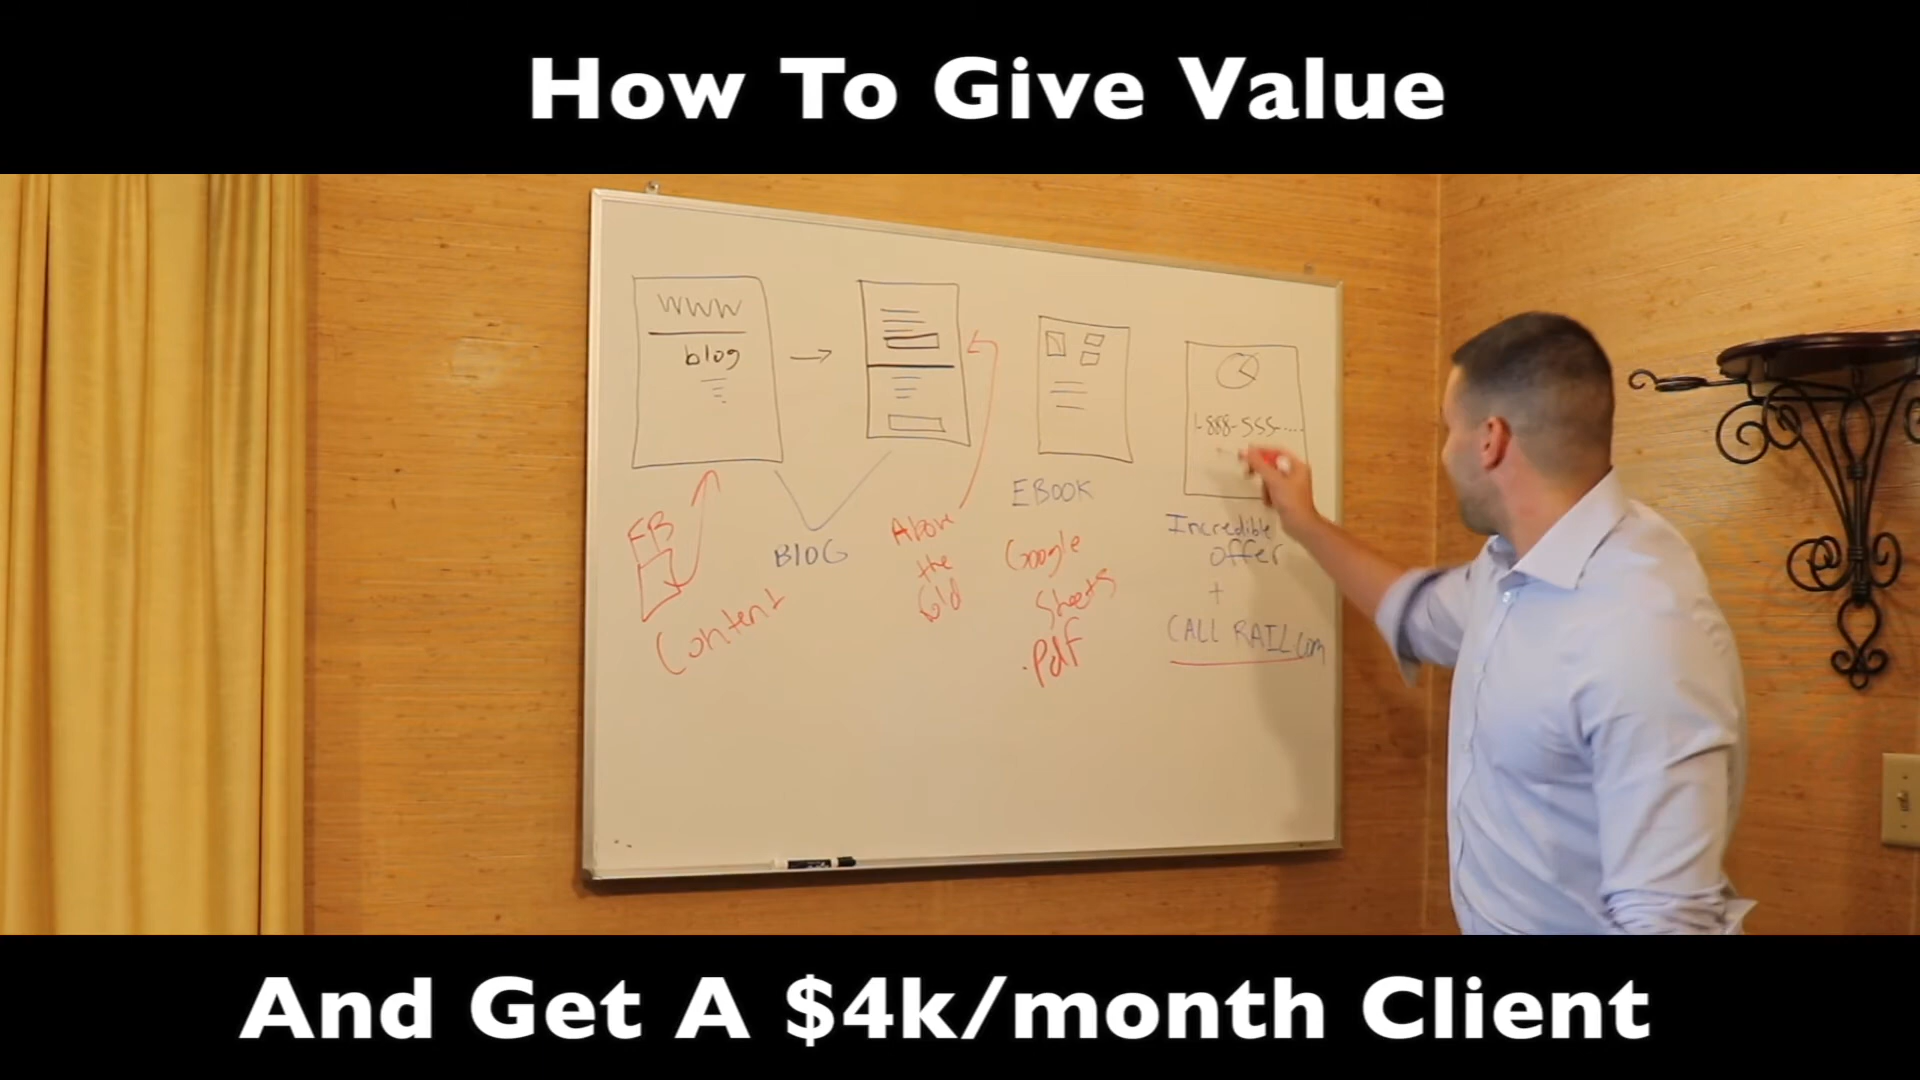 How To Give Value
www
blog
1-888-555-....
EBOOK
BLOG
FB
Content
Above
the
fold
Google
Sheets
.Pdf
Incredible
offer
+
CALL RAIL.com
And Get A $4k/month Client